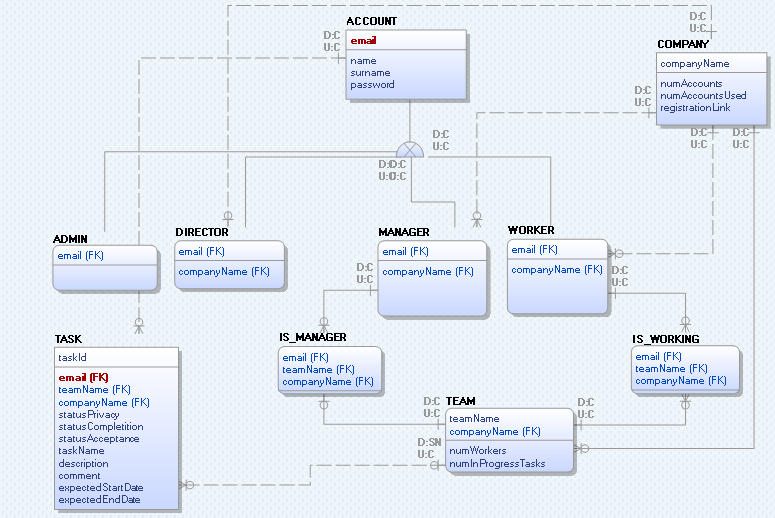 ACCOUNT
email
name
surname
password
D:C
U:C
D:C
U:C
COMPANY
companyName
numAccounts
numAccountsUsed
registrationLink
D:C
U:C
D:C
U:C
D:C
U:C
D:C
U:C
D:CD:C
U:CU:C
ADMIN
email (FK)
DIRECTOR
email (FK)
companyName (FK)
MANAGER
email (FK)
companyName (FK)
WORKER
email (FK)
companyName (FK)
D:C
U:C
D:C
U:C
TASK
taskId
email (FK)
teamName (FK)
companyName (FK)
statusPrivacy
statusCompletition
statusAcceptance
taskName
description
comment
expectedStartDate
expectedEndDate
IS_MANAGER
email (FK)
teamName (FK)
companyName (FK)
IS_WORKING
email (FK)
teamName (FK)
companyName (FK)
D:C
U:C
TEAM
teamName
companyName (FK)
numWorkers
numInProgressTasks
D:C
U:C
D:SN
U:C